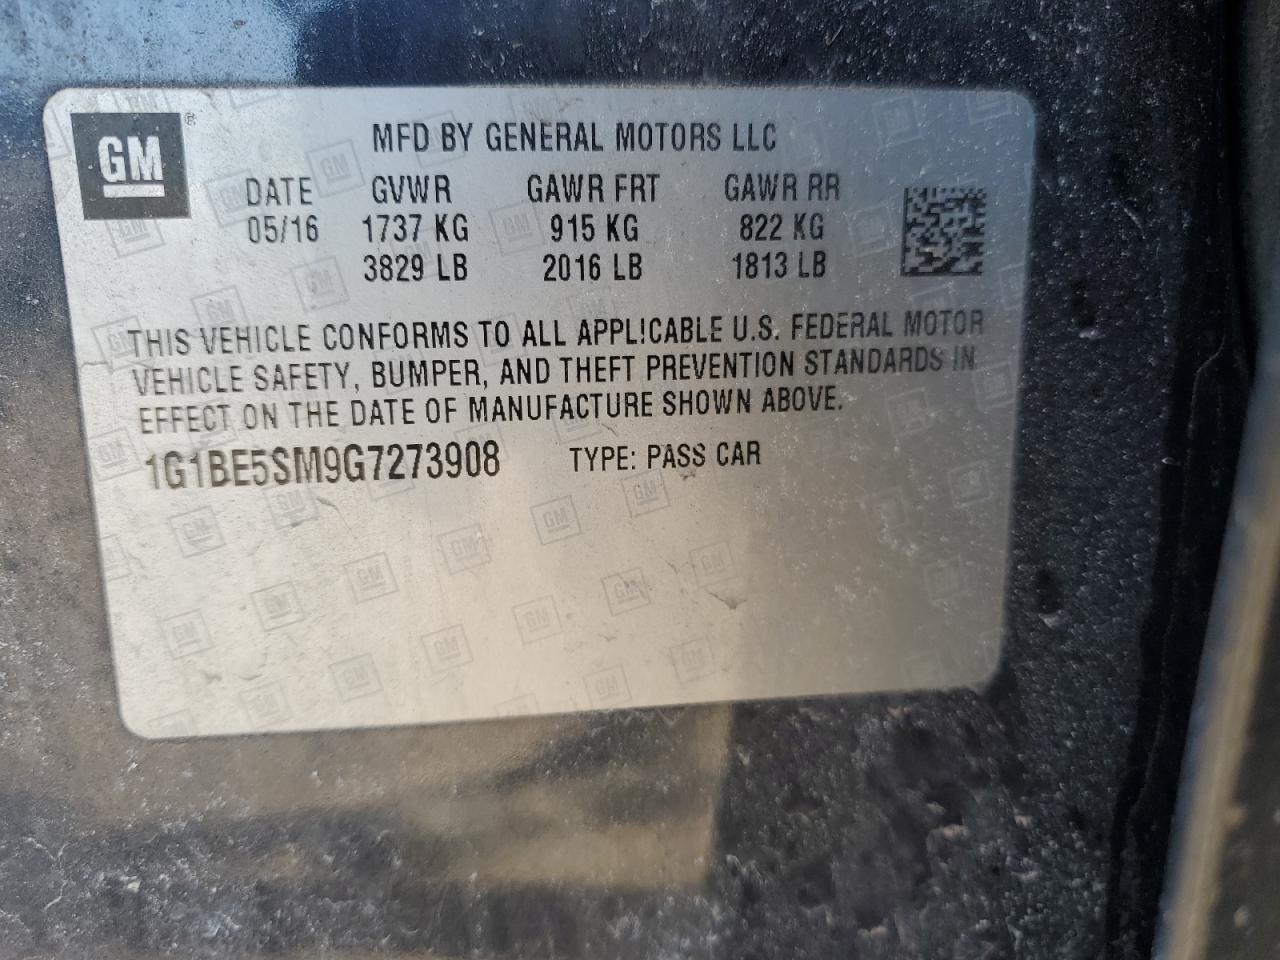 GM®
MFD BY GENERAL MOTORS LLC
DATE GVWR GAWR FRT GAWR RR
05/16 1737 KG 915 KG 822 KG
3829 LB 2016 LB 1813 LB
THIS VEHICLE CONFORMS TO ALL APPLICABLE U.S. FEDERAL MOTOR
VEHICLE SAFETY, BUMPER, AND THEFT PREVENTION STANDARDS IN
EFFECT ON THE DATE OF MANUFACTURE SHOWN ABOVE.
1G1BE5SM9G7273908 TYPE: PASS CAR